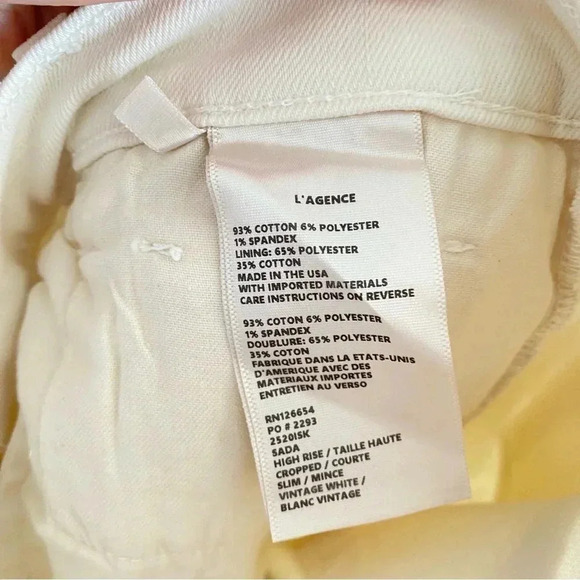 L'AGENCE
93% COTTON 6% POLYESTER
1% SPANDEX
LINING: 65% POLYESTER
35% COTTON
MADE IN THE USA
WITH IMPORTED MATERIALS
CARE INSTRUCTIONS ON REVERSE
93% COTON 6% POLYESTER
1% SPANDEX
DOUBLURE: 65% POLYESTER
35% COTON
FABRIQUE DANS LA ETATS-UNIS
D'AMERIQUE AVEC DES
MATERIAUX IMPORTES
ENTRETIEN AU VERSO
RN126654
PO # 2293
2520ISK
SADA
HIGH RISE / TAILLE HAUTE
CROPPED / COURTE
SLIM / MINCE
VINTAGE WHITE /
BLANC VINTAGE